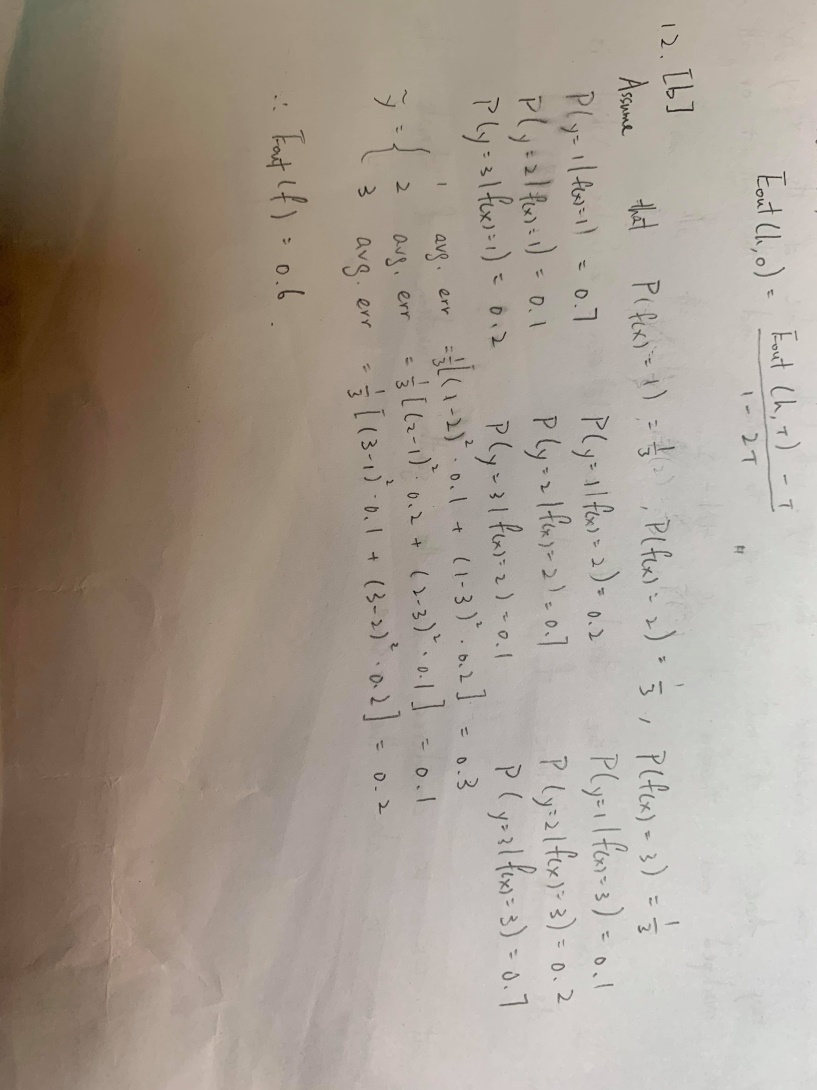 Eout(h,0) = Eout(h,τ) - τ / 1 - 2τ
12. [b]
Assume that P(f(x)=1) = 1/3, P(f(x)=2) = 1/3, P(f(x)=3) = 1/3
P(y=1|f(x)=1) = 0.7 P(y=1|f(x)=2) = 0.2 P(y=1|f(x)=3) = 0.1
P(y=2|f(x)=1) = 0.1 P(y=2|f(x)=2) = 0.7 P(y=2|f(x)=3) = 0.2
P(y=3|f(x)=1) = 0.2 P(y=3|f(x)=2) = 0.1 P(y=3|f(x)=3) = 0.7
1 avg. err = 1/3[(1-2)²·0.1 + (1-3)²·0.2] = 0.3
ỹ = { 2 avg. err = 1/3[(2-1)²·0.2 + (2-3)²·0.1] = 0.1
3 avg. err = 1/3[(3-1)²·0.1 + (3-2)²·0.2] = 0.2
∴ Eout(f) = 0.6.